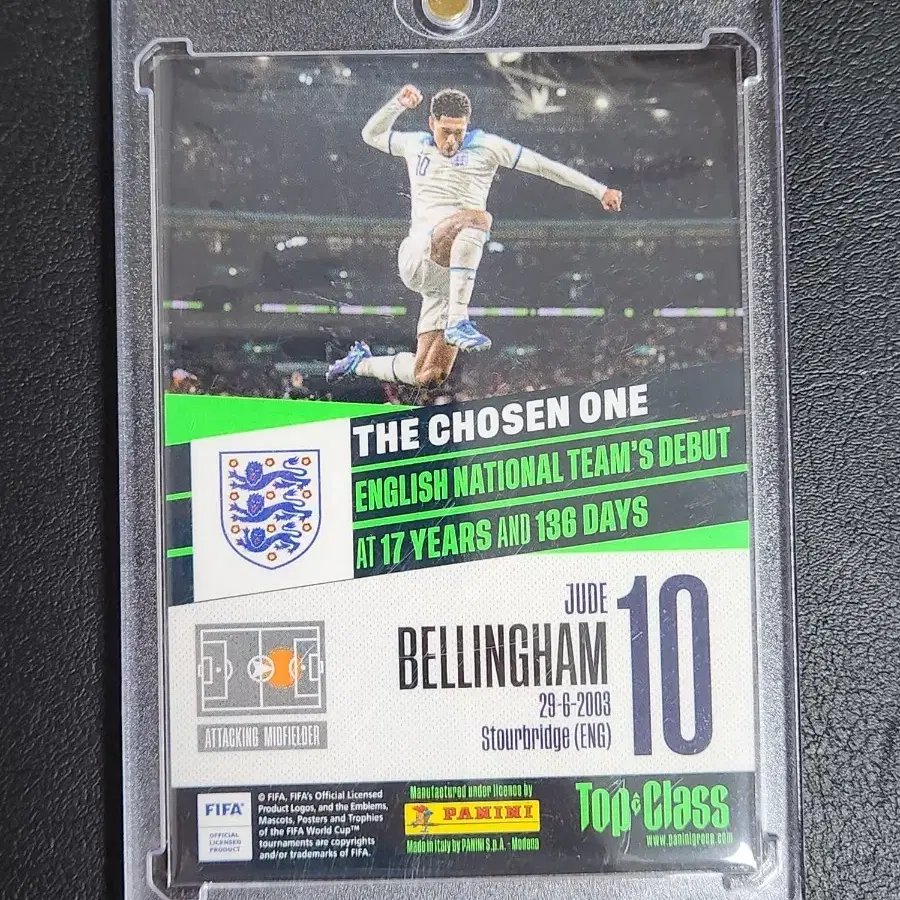 10
THE CHOSEN ONE
ENGLISH NATIONAL TEAM'S DEBUT
AT 17 YEARS AND 136 DAYS
JUDE
BELLINGHAM
10
29-6-2003
Stourbridge (ENG)
ATTACKING MIDFIELDER
FIFA®
OFFICIAL
LICENSED
PRODUCT
© FIFA, FIFA's Official Licensed
Product Logos, and the Emblems,
Mascots, Posters and Trophies
of the FIFA World Cup™
tournaments are copyrights
and/or trademarks of FIFA.
Manufactured under licence by
PANINI
Made in Italy by PANINI S.p.A. - Modena
Top Class
www.paninigroup.com